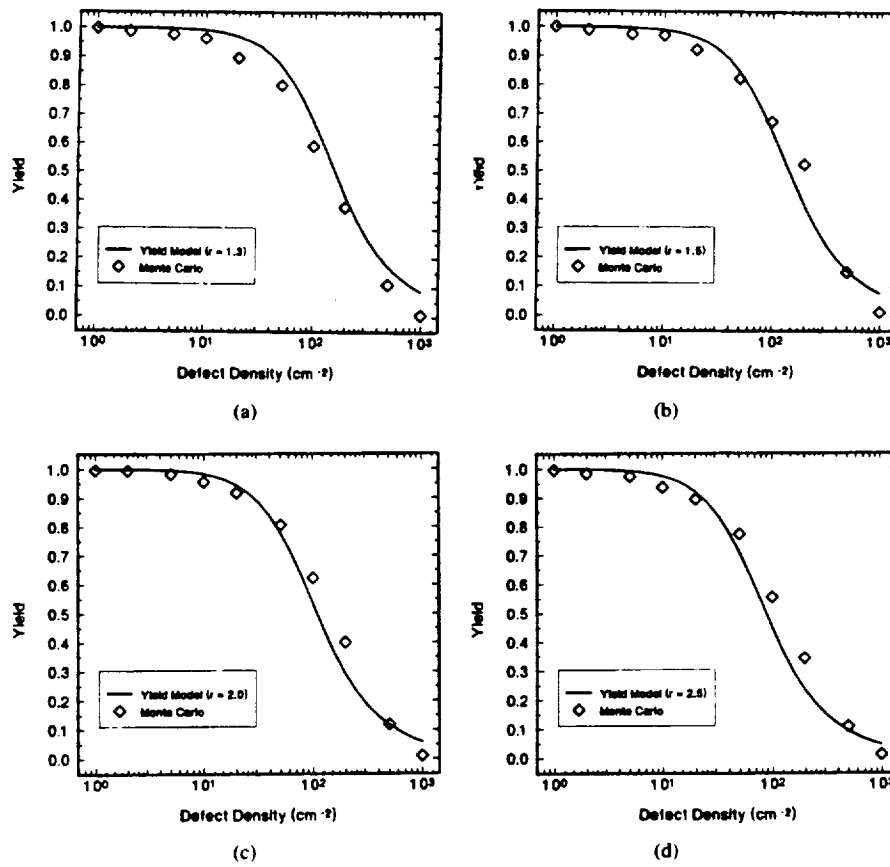 1.0
0.9
0.8
0.7
0.6
0.5
0.4
0.3
0.2
0.1
0.0
Yield
Yield Model (r = 1.3)
Monte Carlo
10⁰ 10¹ 10² 10³
Defect Density (cm -2)
(a)
1.0
0.9
0.8
0.7
0.6
0.5
0.4
0.3
0.2
0.1
0.0
Yield
Yield Model (r = 1.5)
Monte Carlo
10⁰ 10¹ 10² 10³
Defect Density (cm -2)
(b)
1.0
0.9
0.8
0.7
0.6
0.5
0.4
0.3
0.2
0.1
0.0
Yield
Yield Model (r = 2.0)
Monte Carlo
10⁰ 10¹ 10² 10³
Defect Density (cm -2)
(c)
1.0
0.9
0.8
0.7
0.6
0.5
0.4
0.3
0.2
0.1
0.0
Yield
Yield Model (r = 2.5)
Monte Carlo
10⁰ 10¹ 10² 10³
Defect Density (cm -2)
(d)